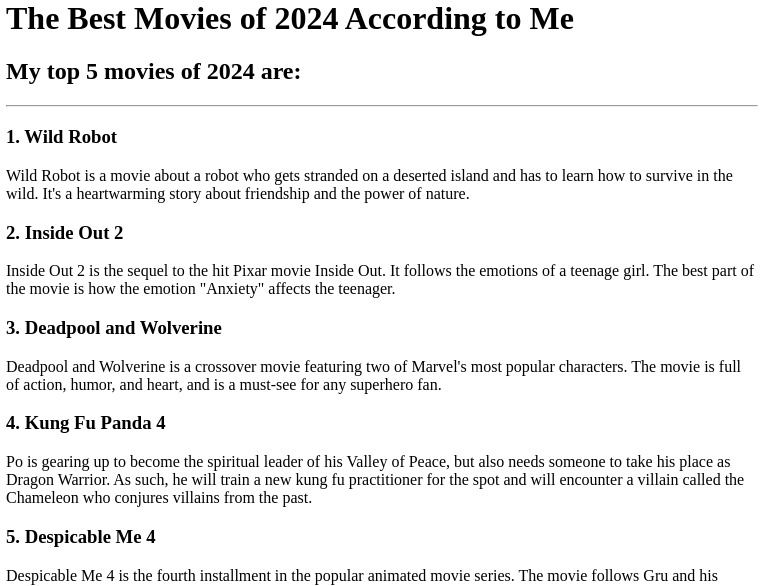 The Best Movies of 2024 According to Me
My top 5 movies of 2024 are:
1. Wild Robot
Wild Robot is a movie about a robot who gets stranded on a deserted island and has to learn how to survive in the
wild. It's a heartwarming story about friendship and the power of nature.
2. Inside Out 2
Inside Out 2 is the sequel to the hit Pixar movie Inside Out. It follows the emotions of a teenage girl. The best part of
the movie is how the emotion "Anxiety" affects the teenager.
3. Deadpool and Wolverine
Deadpool and Wolverine is a crossover movie featuring two of Marvel's most popular characters. The movie is full
of action, humor, and heart, and is a must-see for any superhero fan.
4. Kung Fu Panda 4
Po is gearing up to become the spiritual leader of his Valley of Peace, but also needs someone to take his place as
Dragon Warrior. As such, he will train a new kung fu practitioner for the spot and will encounter a villain called the
Chameleon who conjures villains from the past.
5. Despicable Me 4
Despicable Me 4 is the fourth installment in the popular animated movie series. The movie follows Gru and his